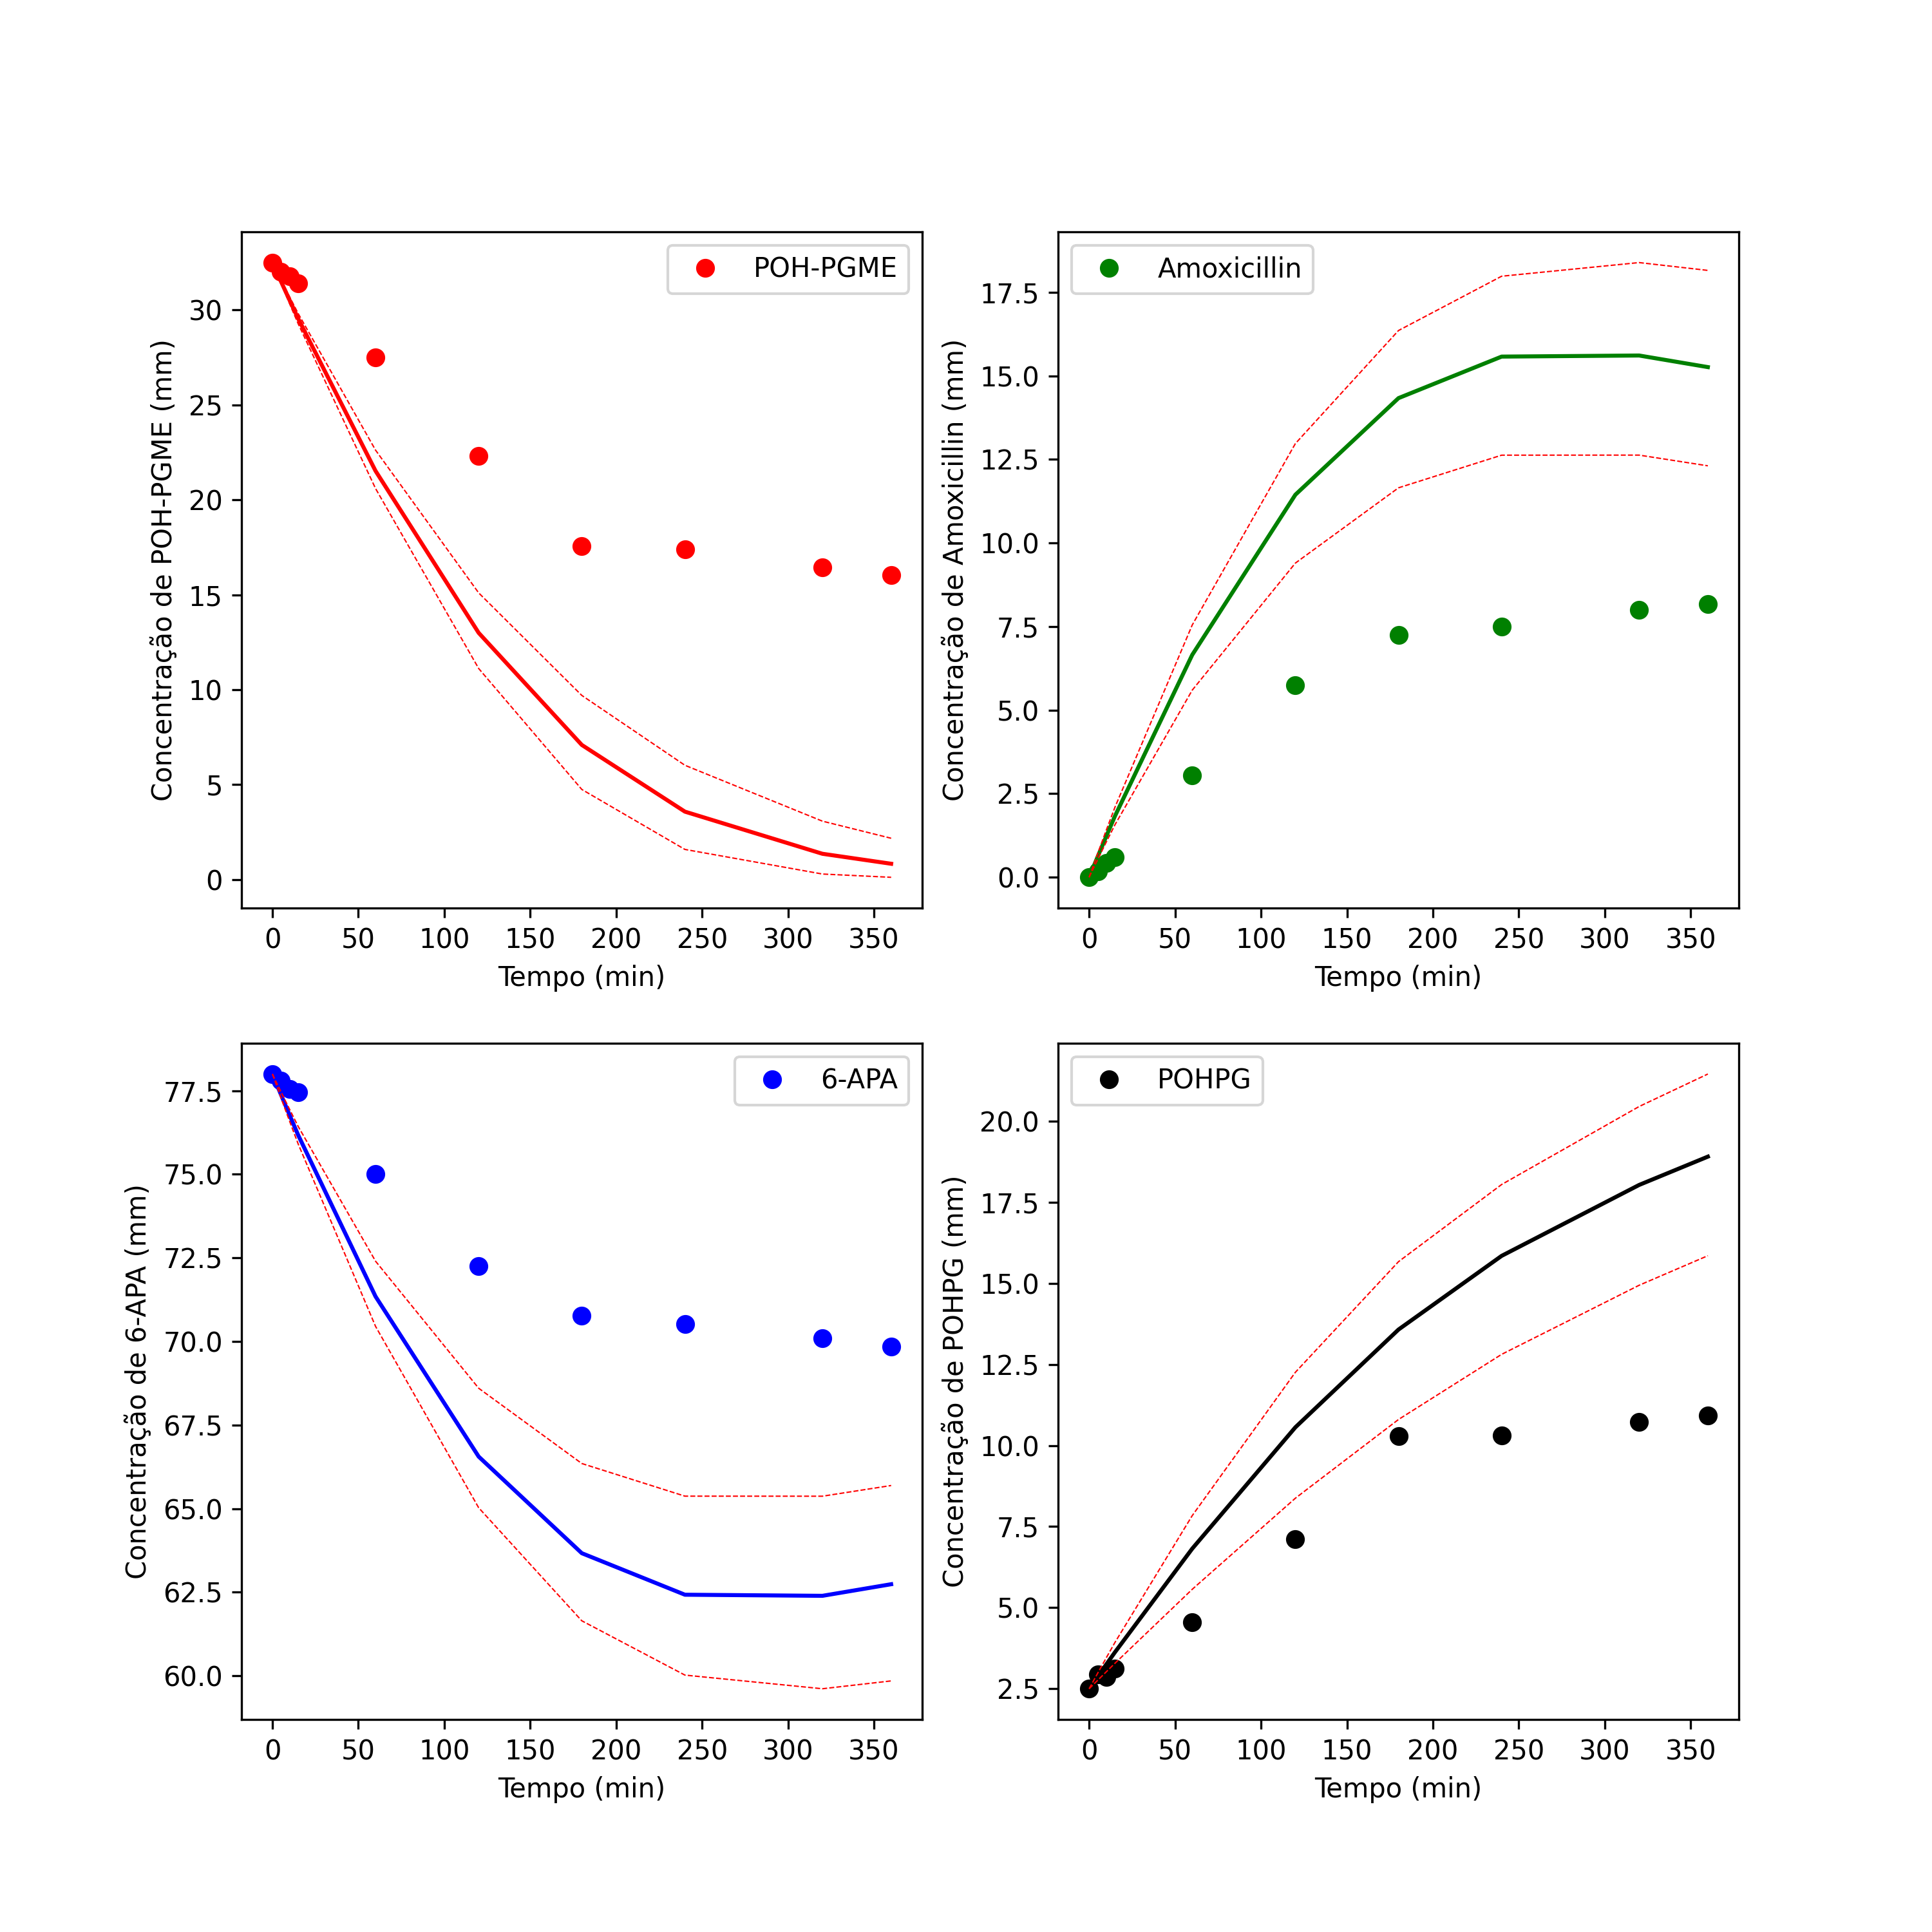 POH-PGME
Concentração de POH-PGME (mm)
30
25
20
15
10
5
0
0 50 100 150 200 250 300 350
Tempo (min)
Amoxicillin
Concentração de Amoxicillin (mm)
17.5
15.0
12.5
10.0
7.5
5.0
2.5
0.0
0 50 100 150 200 250 300 350
Tempo (min)
6-APA
Concentração de 6-APA (mm)
77.5
75.0
72.5
70.0
67.5
65.0
62.5
60.0
0 50 100 150 200 250 300 350
Tempo (min)
POHPG
Concentração de POHPG (mm)
20.0
17.5
15.0
12.5
10.0
7.5
5.0
2.5
0 50 100 150 200 250 300 350
Tempo (min)